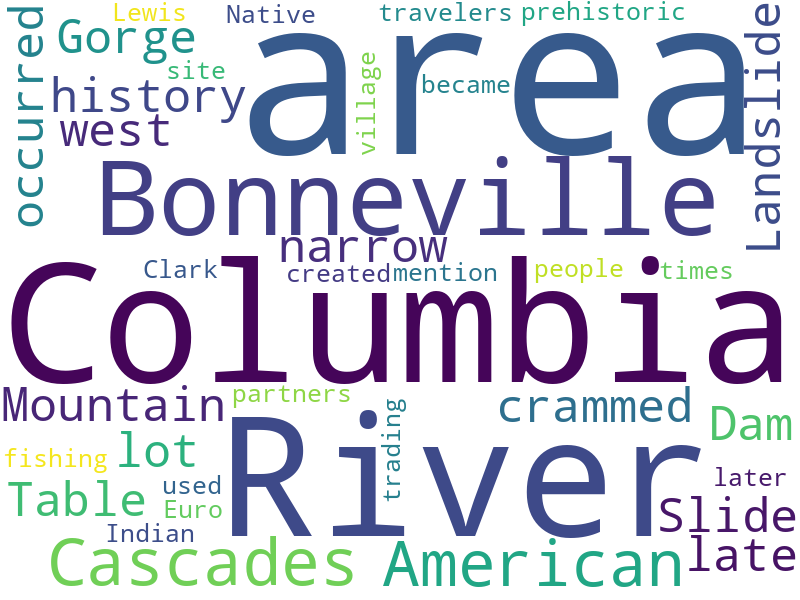 Lewis
Native
travelers
prehistoric
occurred
Gorge
area
Landslide
site
village
became
history
west
Bonneville
narrow
Clark
created
mention
people
times
Columbia
Mountain
partners
trading
crammed
Dam
River
fishing
lot
later
Table
used
Euro
Slide
Indian
Cascades
American
late